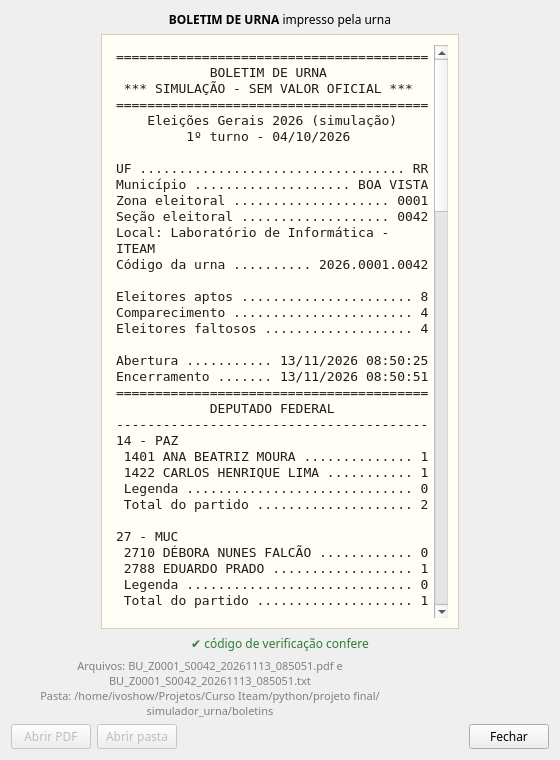 BOLETIM DE URNA impresso pela urna
========================================
BOLETIM DE URNA
*** SIMULAÇÃO - SEM VALOR OFICIAL ***
========================================
Eleições Gerais 2026 (simulação)
1º turno - 04/10/2026
UF .................................. RR
Município .................... BOA VISTA
Zona eleitoral .................... 0001
Seção eleitoral ................... 0042
Local: Laboratório de Informática -
ITEAM
Código da urna .......... 2026.0001.0042
Eleitores aptos ...................... 8
Comparecimento ....................... 4
Eleitores faltosos ................... 4
Abertura ........... 13/11/2026 08:50:25
Encerramento ....... 13/11/2026 08:50:51
========================================
DEPUTADO FEDERAL
----------------------------------------
14 - PAZ
1401 ANA BEATRIZ MOURA .............. 1
1422 CARLOS HENRIQUE LIMA ........... 1
Legenda ............................. 0
Total do partido .................... 2
27 - MUC
2710 DÉBORA NUNES FALCÃO ............ 0
2788 EDUARDO PRADO .................. 1
Legenda ............................. 0
Total do partido .................... 1
✔ código de verificação confere
Arquivos: BU_Z0001_S0042_20261113_085051.pdf e
BU_Z0001_S0042_20261113_085051.txt
Pasta: /home/ivoshow/Projetos/Curso Iteam/python/projeto final/
simulador_urna/boletins
Abrir PDF
Abrir pasta
Fechar